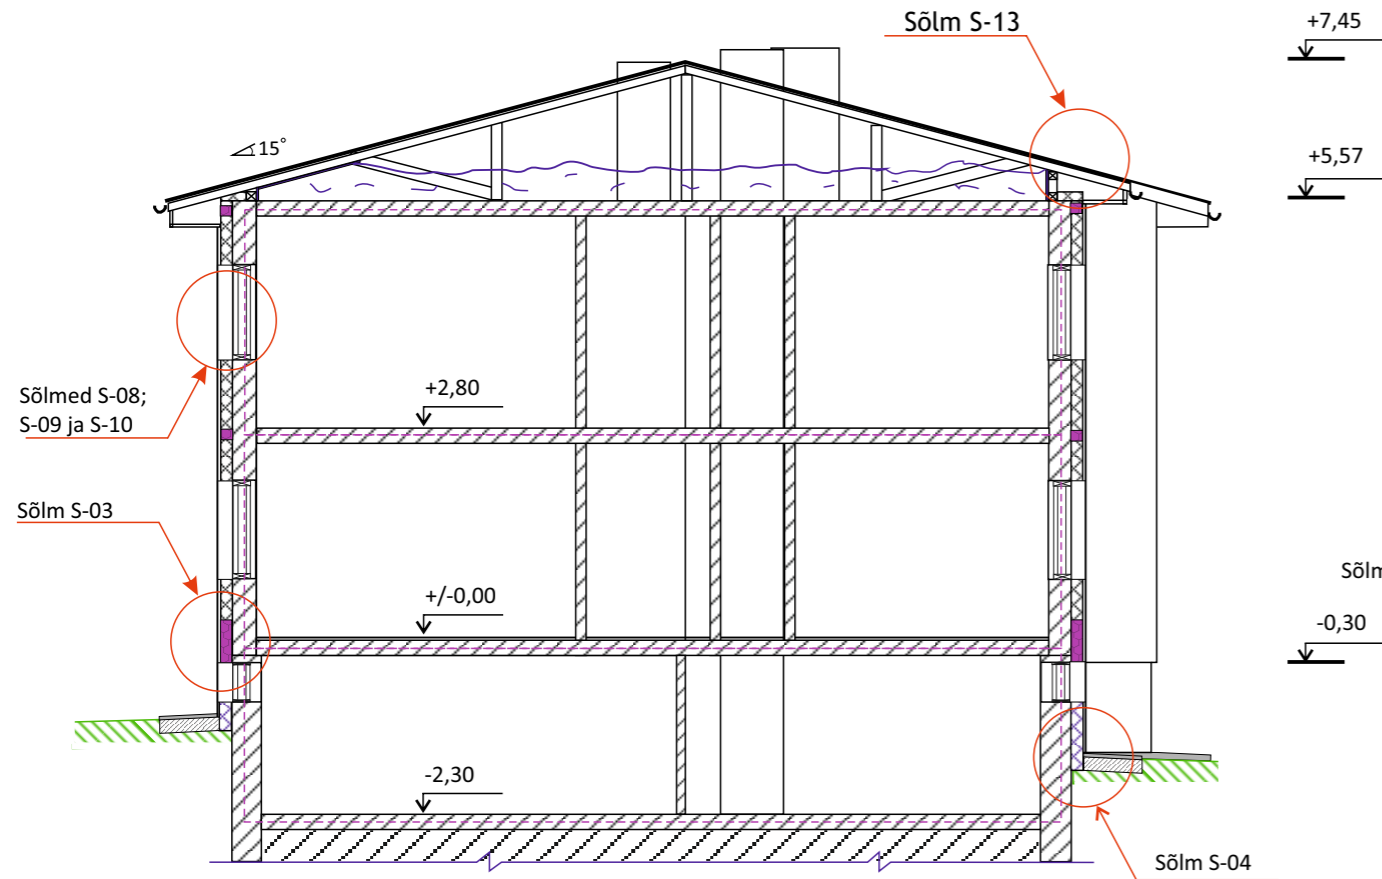 Sõlm S-13
+7,45
15°
+5,57
Sõlmed S-08;
S-09 ja S-10
+2,80
Sõlm S-03
+/-0,00
Sõlm
-0,30
-2,30
Sõlm S-04